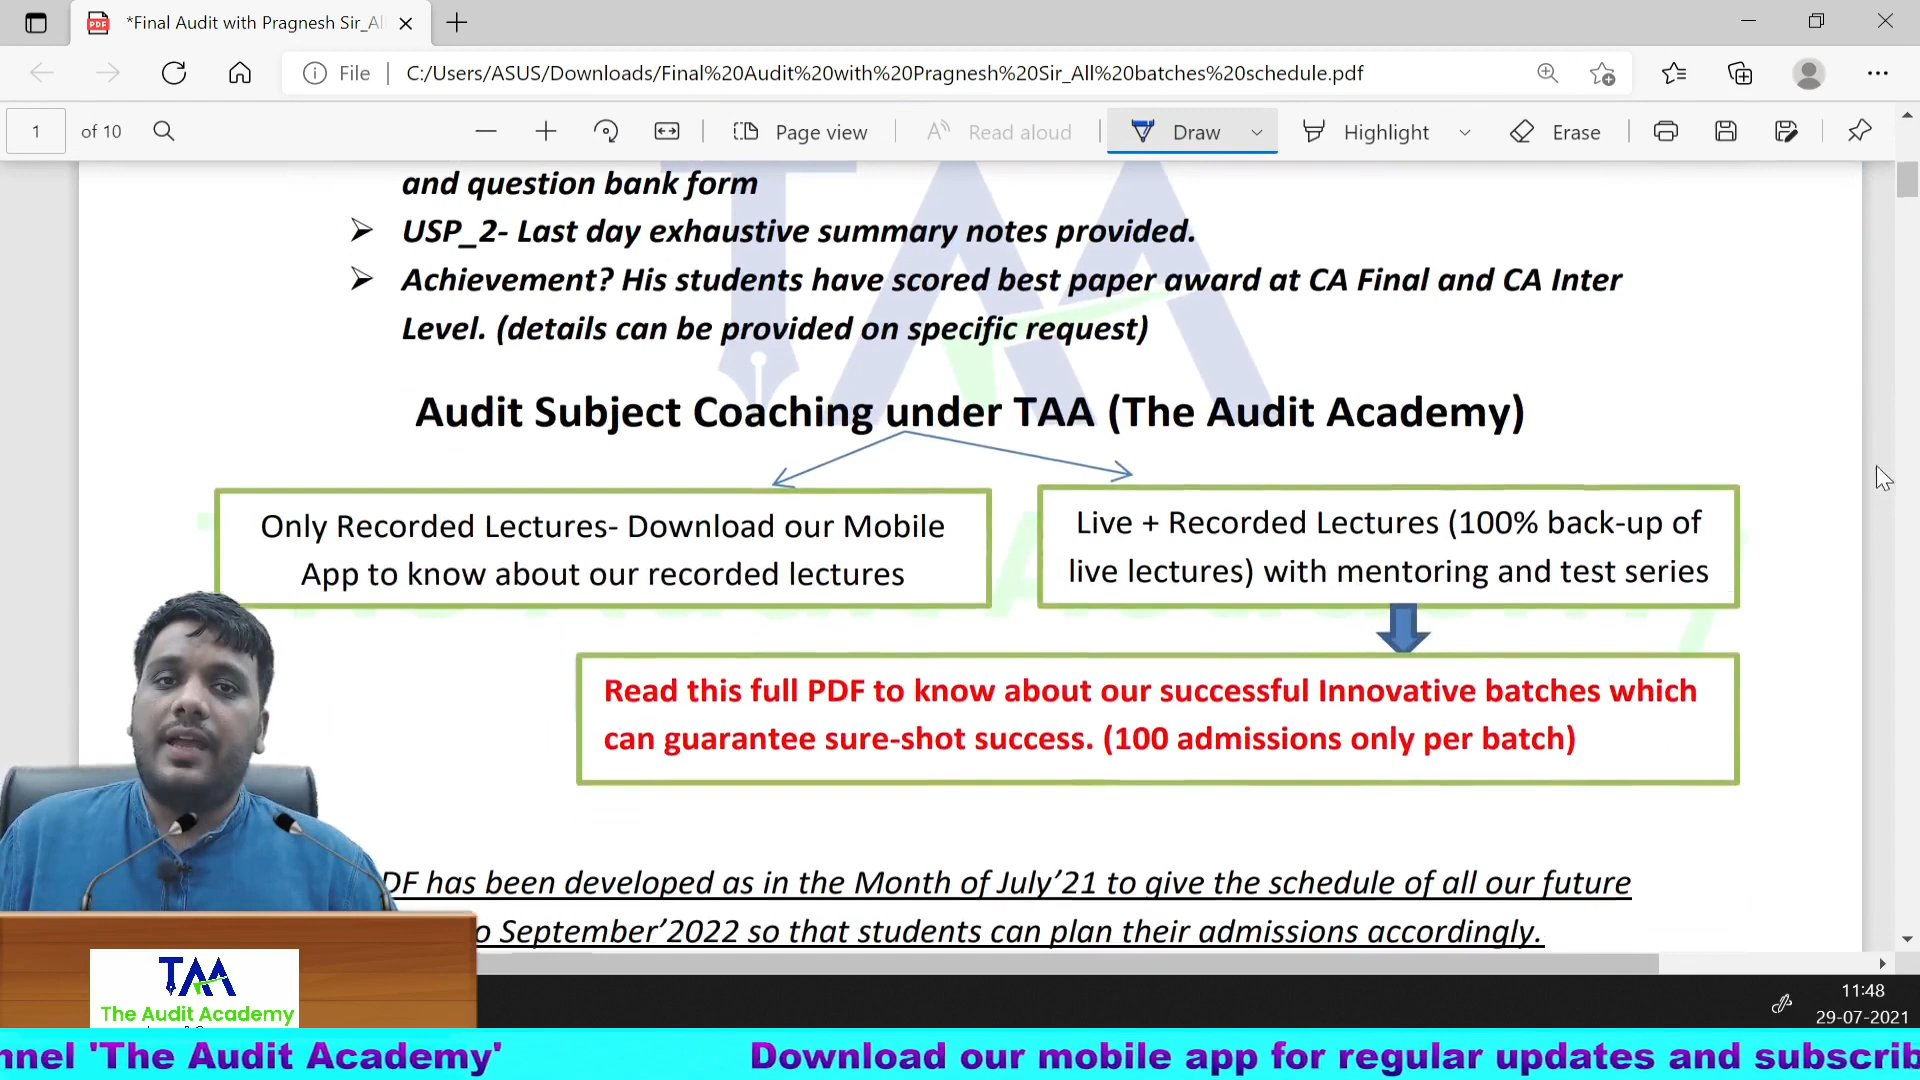 *Final Audit with Pragnesh Sir_Al
File
C:/Users/ASUS/Downloads/Final%20Audit%20with%20Pragnesh%20Sir_All%20batches%20schedule.pdf
1 of 10
Page view
Read aloud
Draw
Highlight
Erase
and question bank form
USP_2- Last day exhaustive summary notes provided.
Achievement? His students have scored best paper award at CA Final and CA Inter
Level. (details can be provided on specific request)
Audit Subject Coaching under TAA (The Audit Academy)
Only Recorded Lectures- Download our Mobile
App to know about our recorded lectures
Live + Recorded Lectures (100% back-up of
live lectures) with mentoring and test series
Read this full PDF to know about our successful Innovative batches which
can guarantee sure-shot success. (100 admissions only per batch)
DF has been developed as in the Month of July'21 to give the schedule of all our future
o September'2022 so that students can plan their admissions accordingly.
TAA
The Audit Academy
11:48
29-07-2021
nnel 'The Audit Academy' Download our mobile app for regular updates and subscrib